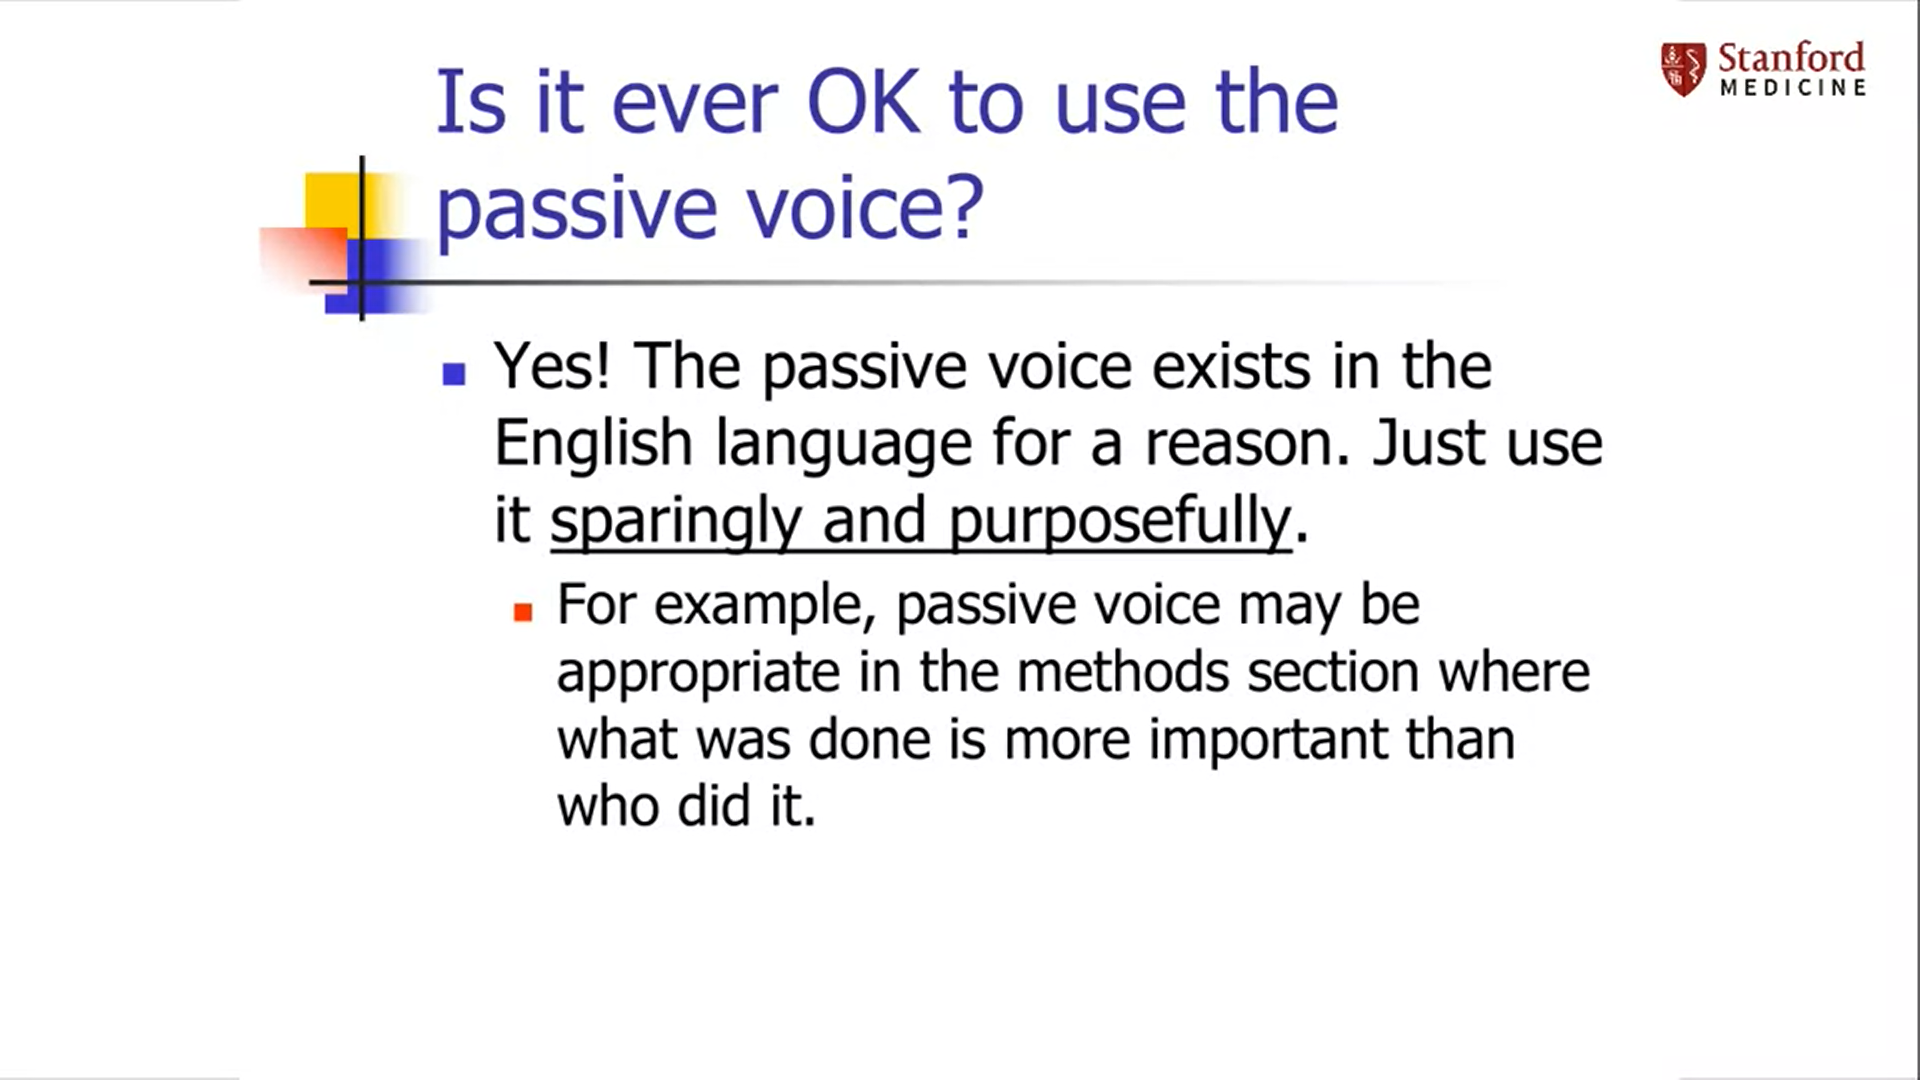 Stanford
MEDICINE
Is it ever OK to use the
passive voice?
Yes! The passive voice exists in the
English language for a reason. Just use
it sparingly and purposefully.
For example, passive voice may be
appropriate in the methods section where
what was done is more important than
who did it.